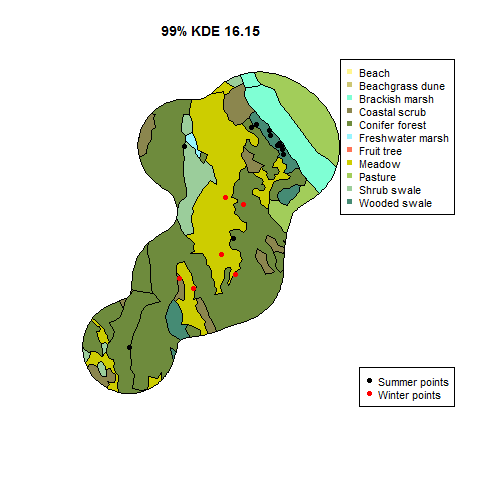 99% KDE 16.15
Beach
Beachgrass dune
Brackish marsh
Coastal scrub
Conifer forest
Freshwater marsh
Fruit tree
Meadow
Pasture
Shrub swale
Wooded swale
Summer points
Winter points